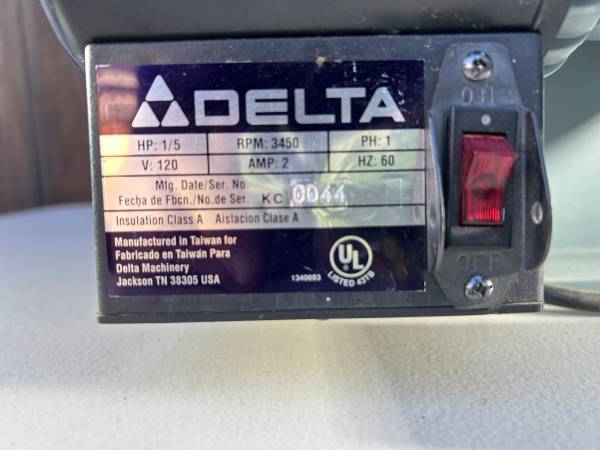 DELTA
HP: 1/5 RPM: 3450 PH: 1
V: 120 AMP: 2 HZ: 60
Mfg. Date/Ser. No.
Fecha de Fbcn./No.de Ser. KC 0044
Insulation Class A Aislacion Clase A
Manufactured in Taiwan for
Fabricado en Taiwán Para
Delta Machinery
Jackson TN 38305 USA
1340693
UL
LISTED 43TB
ON
OFF